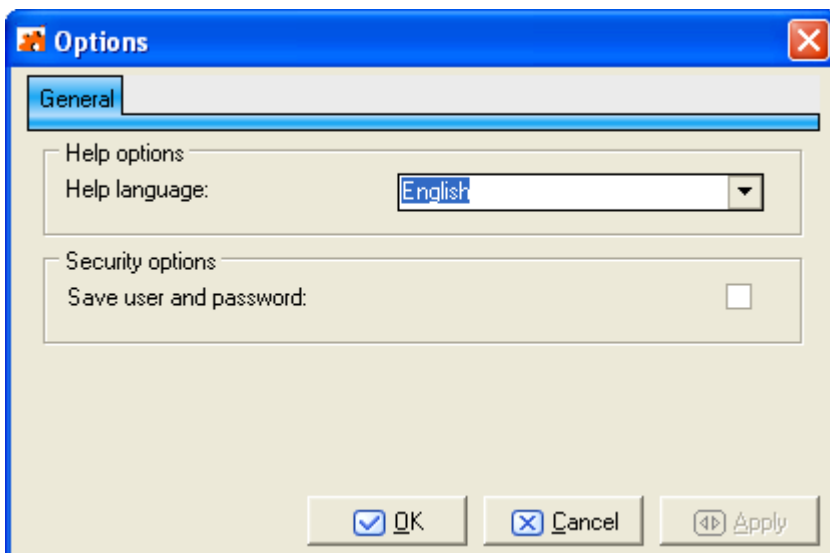 Options
General
Help options
Help language: English
Security options
Save user and password:
OK Cancel Apply